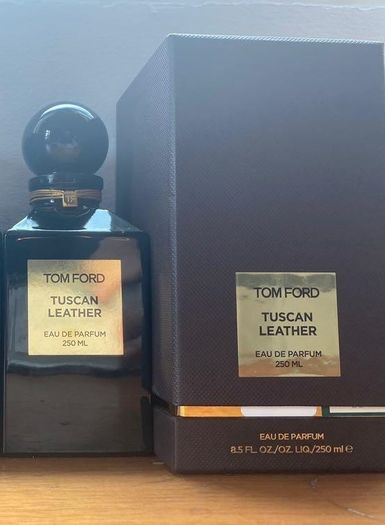 TOM FORD
TUSCAN
LEATHER
EAU DE PARFUM
250 ML
TOM FORD
TUSCAN
LEATHER
EAU DE PARFUM
250 ML
EAU DE PARFUM
8.5 FL. OZ./OZ. LIQ./250 ml ℮